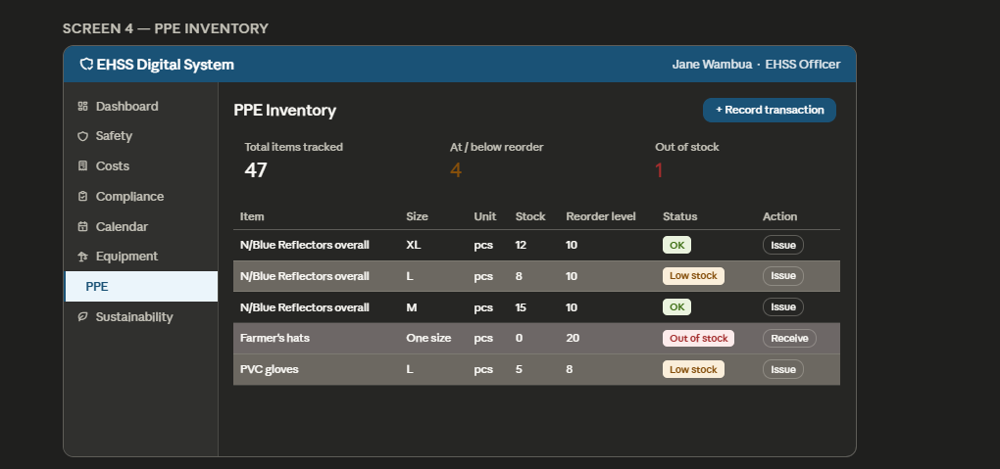 SCREEN 4 — PPE INVENTORY
EHSS Digital System
Jane Wambua · EHSS Officer
Dashboard
Safety
Costs
Compliance
Calendar
Equipment
PPE
Sustainability
PPE Inventory
+ Record transaction
Total items tracked At / below reorder Out of stock
47 4 1
Item Size Unit Stock Reorder level Status Action
N/Blue Reflectors overall XL pcs 12 10 OK Issue
N/Blue Reflectors overall L pcs 8 10 Low stock Issue
N/Blue Reflectors overall M pcs 15 10 OK Issue
Farmer's hats One size pcs 0 20 Out of stock Receive
PVC gloves L pcs 5 8 Low stock Issue